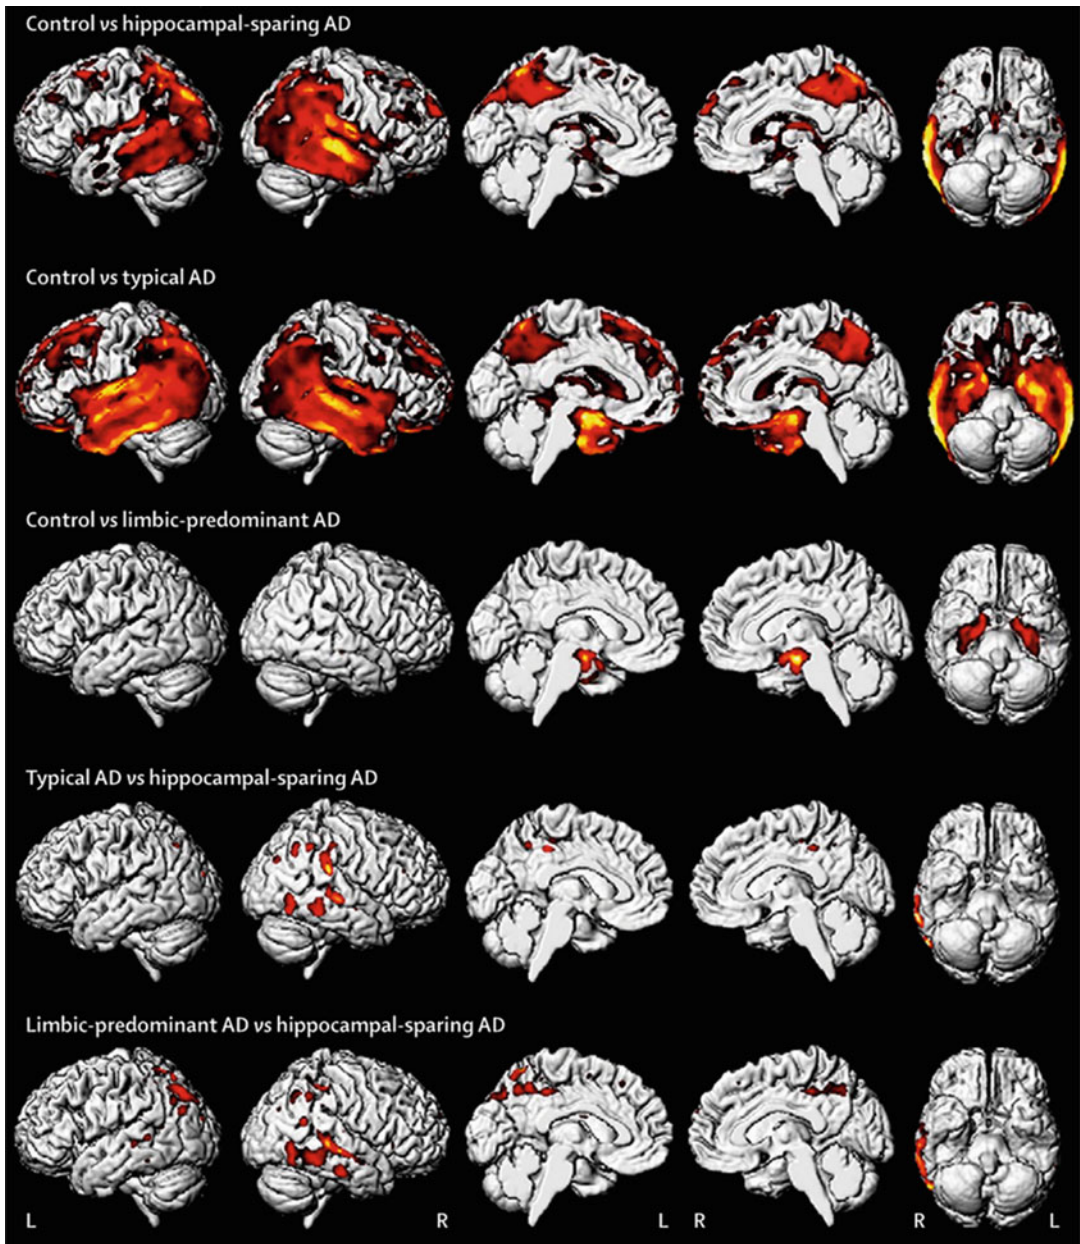 Control vs hippocampal-sparing AD
Control vs typical AD
Control vs limbic-predominant AD
Typical AD vs hippocampal-sparing AD
Limbic-predominant AD vs hippocampal-sparing AD
L R L R R L